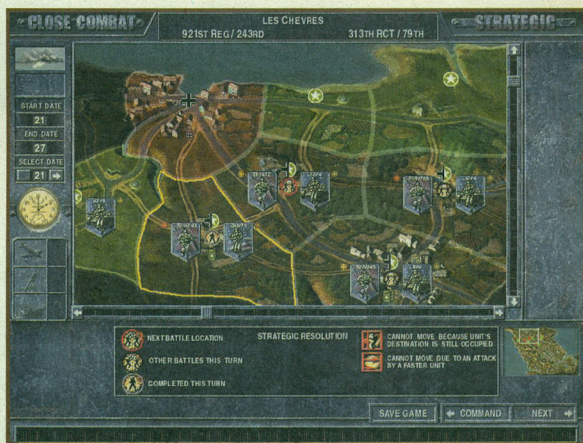 CLOSE COMBAT
LES CHEVRES
921ST REG / 243RD
313TH RCT / 79TH
STRATEGIC
START DATE
21
END DATE
27
SELECT DATE
21
NEXT BATTLE LOCATION
OTHER BATTLES THIS TURN
COMPLETED THIS TURN
STRATEGIC RESOLUTION
CANNOT MOVE BECAUSE UNIT'S
DESTINATION IS STILL OCCUPIED
CANNOT MOVE DUE TO AN ATTACK
BY A FASTER UNIT
SAVE GAME
COMMAND
NEXT